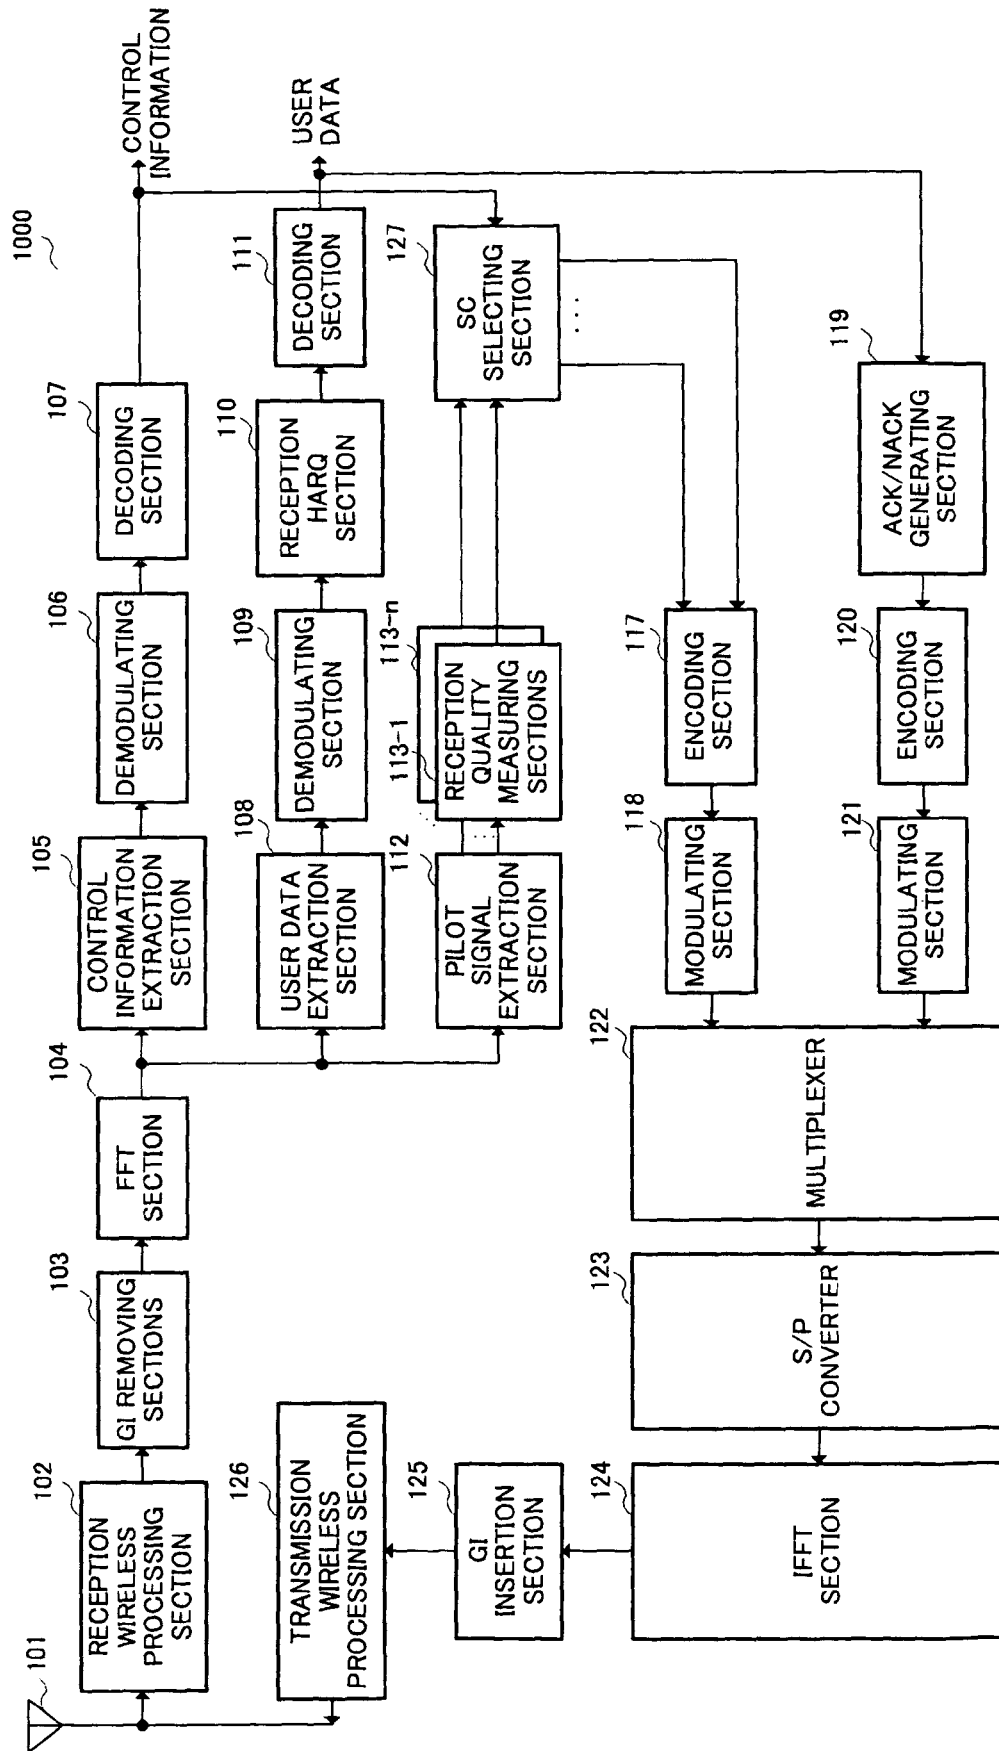 1000
101
102
RECEPTION
WIRELESS
PROCESSING
SECTION
103
GI REMOVING
SECTIONS
104
FFT
SECTION
105
CONTROL
INFORMATION
EXTRACTION
SECTION
106
DEMODULATING
SECTION
107
DECODING
SECTION
CONTROL
INFORMATION
108
USER DATA
EXTRACTION
SECTION
109
DEMODULATING
SECTION
110
RECEPTION
HARQ
SECTION
111
DECODING
SECTION
USER
DATA
112
PILOT
SIGNAL
EXTRACTION
SECTION
113-1
113-n
RECEPTION
QUALITY
MEASURING
SECTIONS
127
SC
SELECTING
SECTION
126
TRANSMISSION
WIRELESS
PROCESSING SECTION
125
GI
INSERTION
SECTION
124
IFFT
SECTION
123
S/P
CONVERTER
122
MULTIPLEXER
118
MODULATING
SECTION
117
ENCODING
SECTION
121
MODULATING
SECTION
120
ENCODING
SECTION
119
ACK/NACK
GENERATING
SECTION